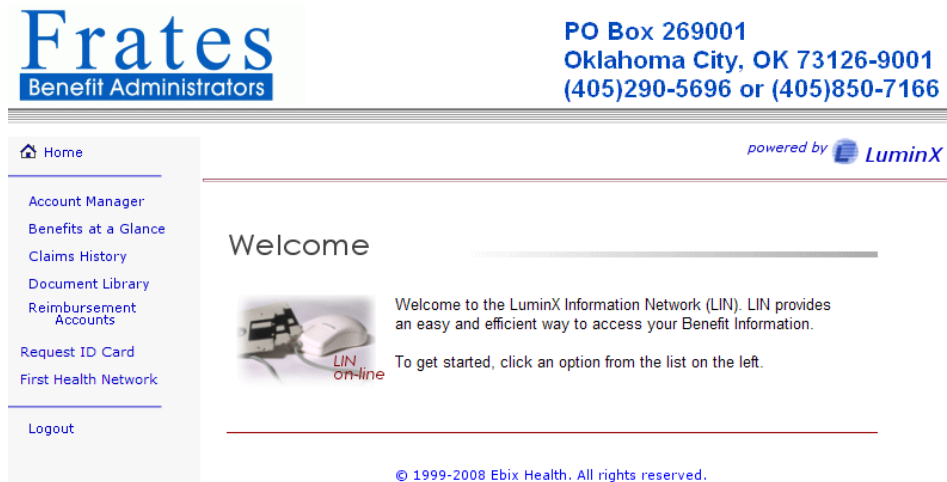 Frates
Benefit Administrators
PO Box 269001
Oklahoma City, OK 73126-9001
(405)290-5696 or (405)850-7166
Home
powered by LuminX
Account Manager
Benefits at a Glance
Claims History
Document Library
Reimbursement
Accounts
Request ID Card
First Health Network
Logout
Welcome
LIN
on-line
Welcome to the LuminX Information Network (LIN). LIN provides
an easy and efficient way to access your Benefit Information.
To get started, click an option from the list on the left.
© 1999-2008 Ebix Health. All rights reserved.